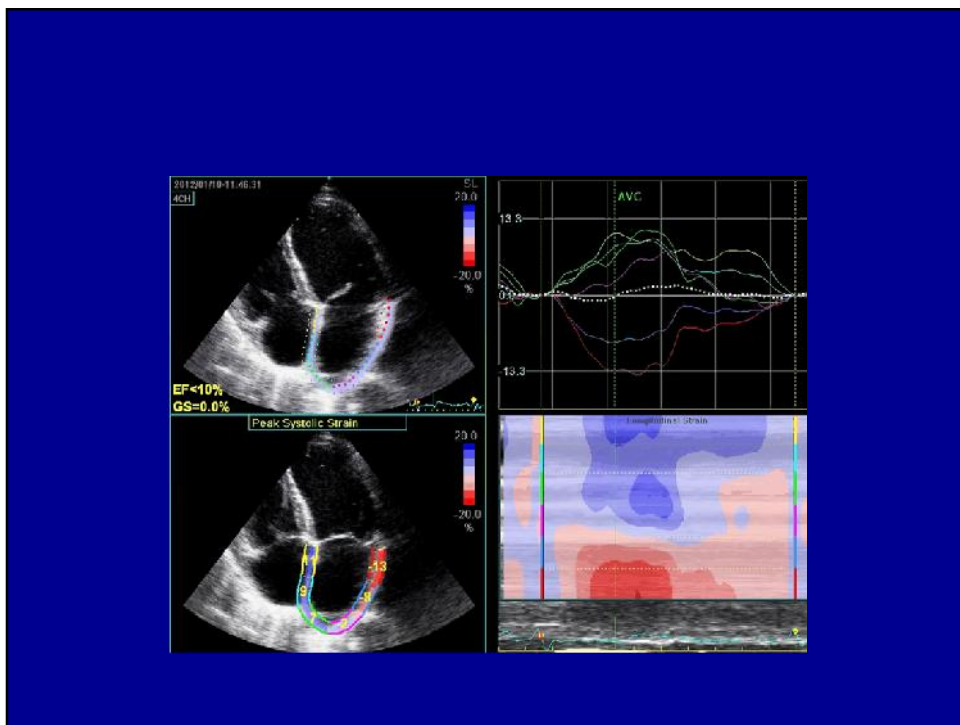 2012/01/10-11:46:31
4CH
SL
20.0
-20.0
%
EF<10%
GS=0.0%
AVC
13.3
0.0
-13.3
Peak Systolic Strain
20.0
-20.0
%
9
-13
-8
Longitudinal Strain